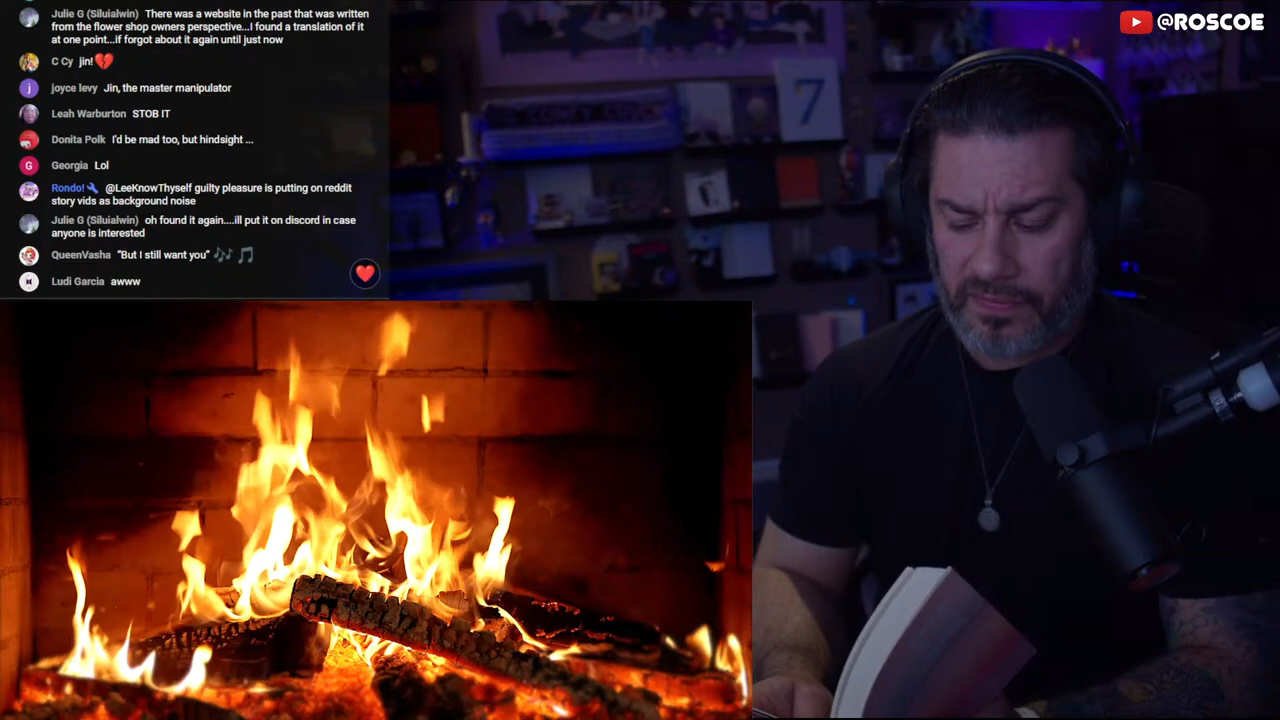 Julie G (Siluialwin) There was a website in the past that was written
from the flower shop owners perspective...I found a translation of it
at one point...if forgot about it again until just now
C Cy jin!💔
j joyce levy Jin, the master manipulator
Leah Warburton STOB IT
Donita Polk I'd be mad too, but hindsight ...
G Georgia Lol
Rondo!🔧 @LeeKnowThyself guilty pleasure is putting on reddit
story vids as background noise
Julie G (Siluialwin) oh found it again....ill put it on discord in case
anyone is interested
QueenVasha “But I still want you” 🎶 🎵
Ludi Garcia awww
@ROSCOE
7